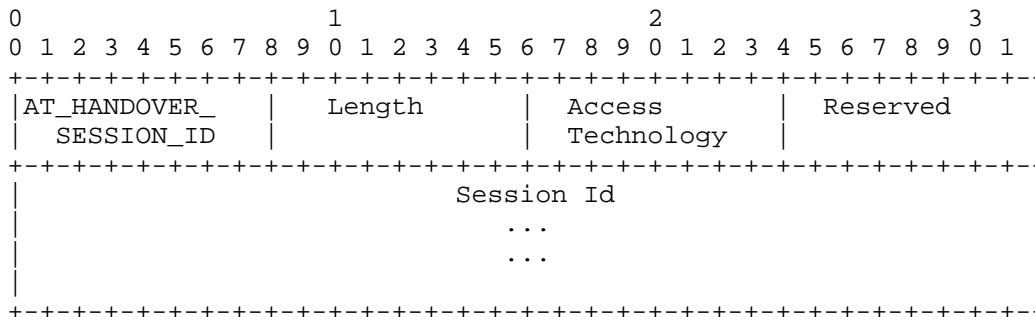 0                   1                   2                   3
0 1 2 3 4 5 6 7 8 9 0 1 2 3 4 5 6 7 8 9 0 1 2 3 4 5 6 7 8 9 0 1
+-+-+-+-+-+-+-+-+-+-+-+-+-+-+-+-+-+-+-+-+-+-+-+-+-+-+-+-+-+-+-+-
|AT_HANDOVER_   |   Length      |  Access       |  Reserved
|  SESSION_ID   |               |  Technology   |
+-+-+-+-+-+-+-+-+-+-+-+-+-+-+-+-+-+-+-+-+-+-+-+-+-+-+-+-+-+-+-+-
|                           Session Id
|                              ...
|                              ...
|
+-+-+-+-+-+-+-+-+-+-+-+-+-+-+-+-+-+-+-+-+-+-+-+-+-+-+-+-+-+-+-+-